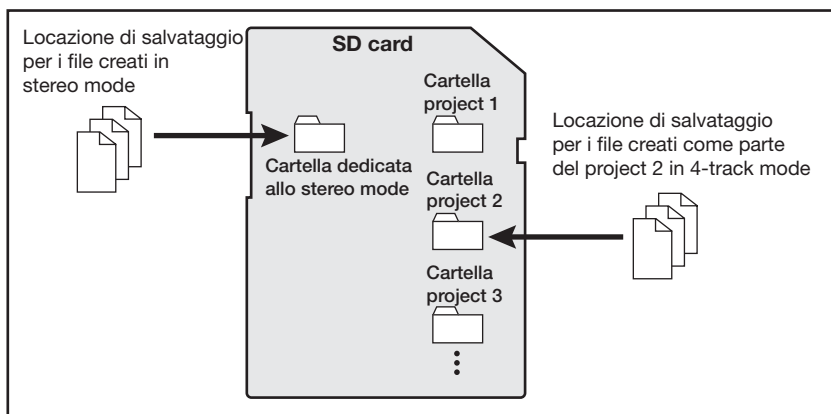 Locazione di salvataggio
per i file creati in
stereo mode
SD card
Cartella
project 1
Cartella dedicata
allo stereo mode
Cartella
project 2
Cartella
project 3
Locazione di salvataggio
per i file creati come parte
del project 2 in 4-track mode